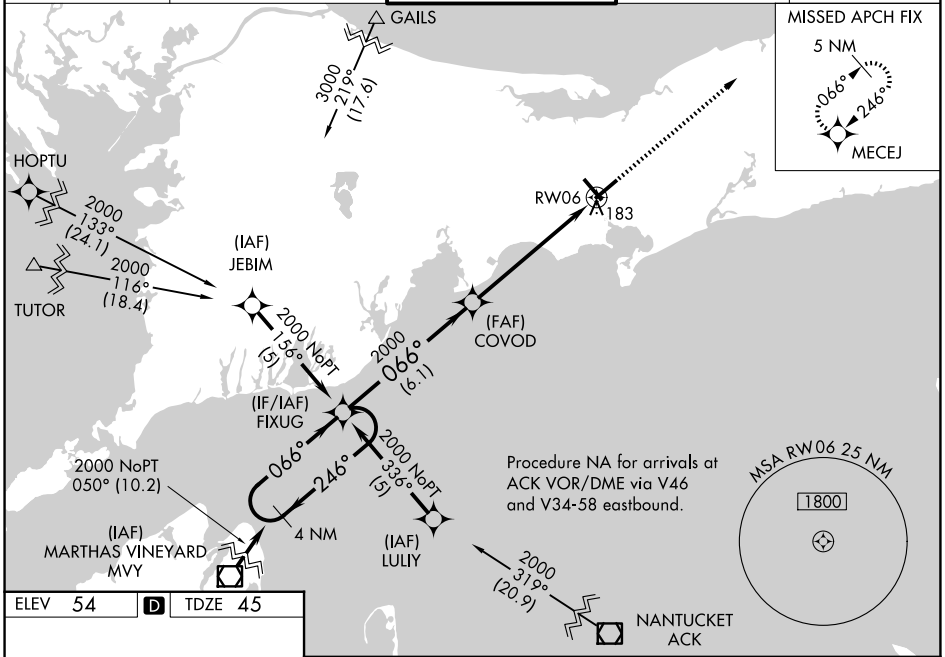 GAILS
3000
219°
(17.6)
MISSED APCH FIX
5 NM
066°
246°
MECEJ
HOPTU
2000
133°
(24.1)
TUTOR
2000
116°
(18.4)
(IAF)
JEBIM
2000 NoPT
156°
(5)
RW06
183
(FAF)
COVOD
2000
066°
(6.1)
(IF/IAF)
FIXUG
066°
246°
4 NM
2000 NoPT
336°
(5)
(IAF)
LULIY
2000 NoPT
050° (10.2)
(IAF)
MARTHAS VINEYARD
MVY
Procedure NA for arrivals at
ACK VOR/DME via V46
and V34-58 eastbound.
MSA RW06 25 NM
1800
2000
319°
(20.9)
NANTUCKET
ACK
ELEV 54 D TDZE 45